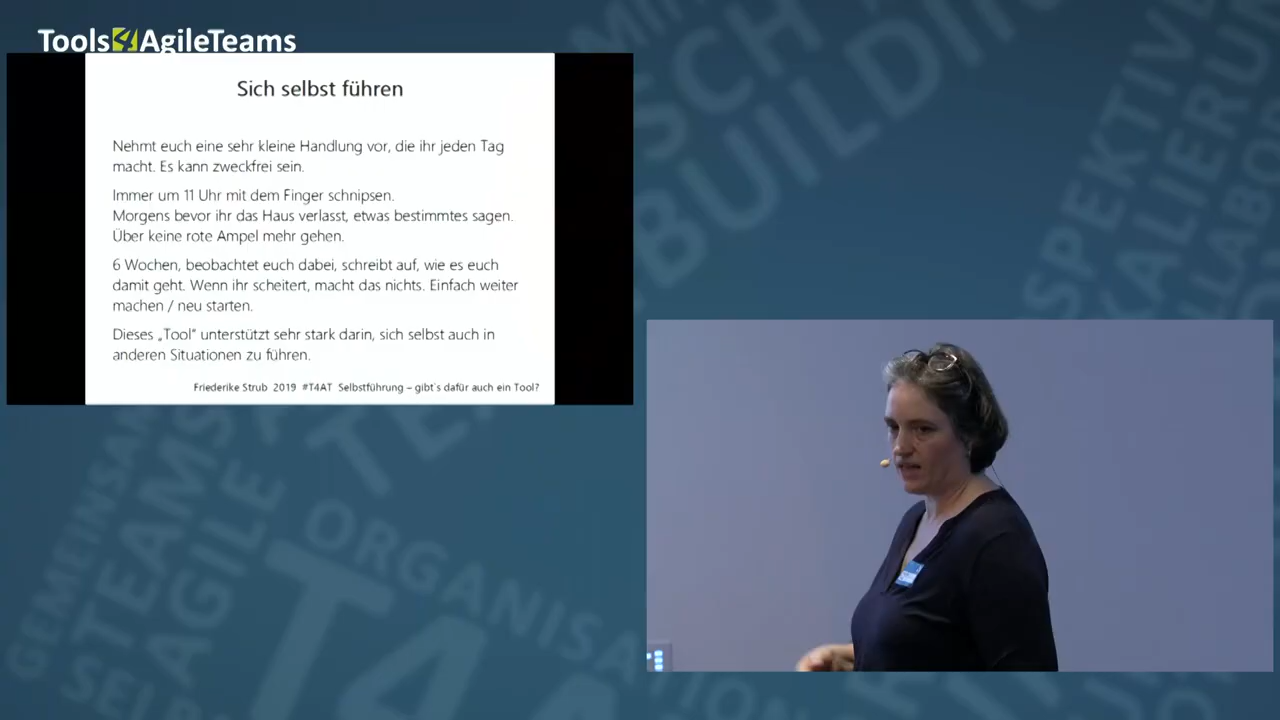 Tools4AgileTeams
Sich selbst führen
Nehmt euch eine sehr kleine Handlung vor, die ihr jeden Tag
macht. Es kann zweckfrei sein.
Immer um 11 Uhr mit dem Finger schnipsen.
Morgens bevor ihr das Haus verlasst, etwas bestimmtes sagen.
Über keine rote Ampel mehr gehen.
6 Wochen, beobachtet euch dabei, schreibt auf, wie es euch
damit geht. Wenn ihr scheitert, macht das nichts. Einfach weiter
machen / neu starten.
Dieses „Tool“ unterstützt sehr stark darin, sich selbst auch in
anderen Situationen zu führen.
Friederike Strub 2019 #T4AT Selbstführung – gibt`s dafür auch ein Tool?
BUILDING
TEAMS
AGILE
T4